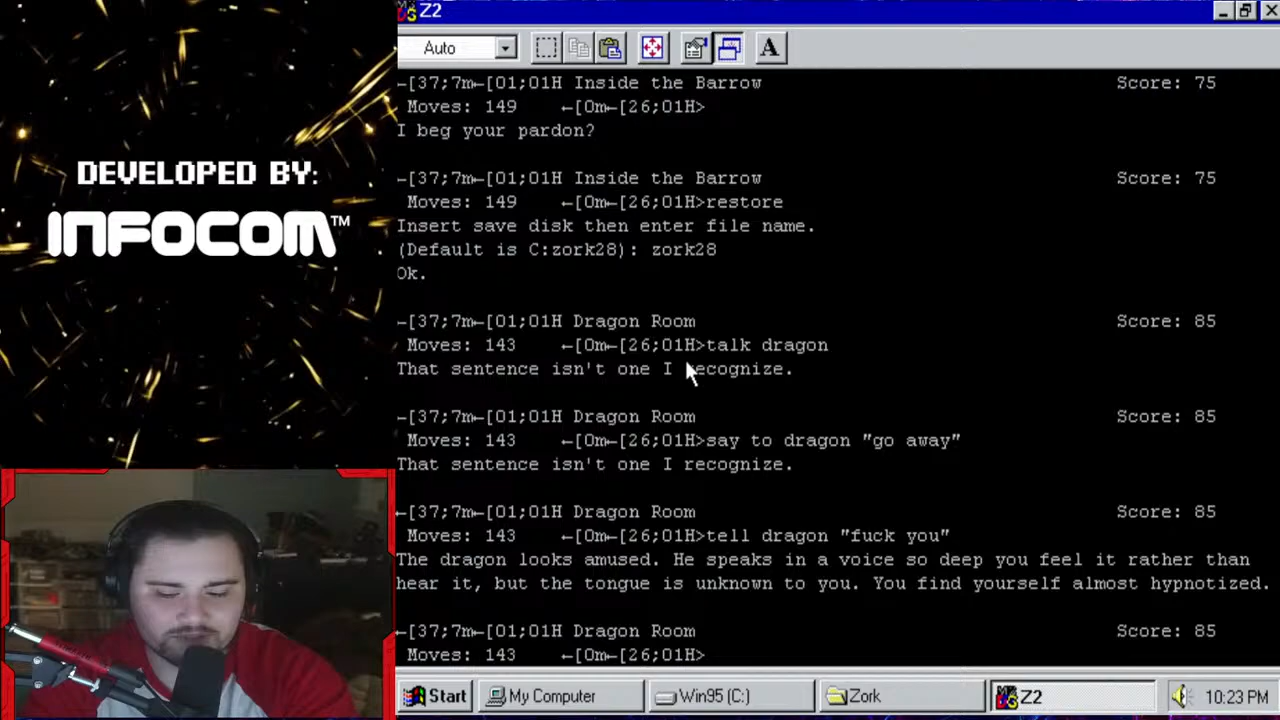 DEVELOPED BY:
INFOCOM™
Z2
Auto
A
←[37;7m←[01;01H Inside the Barrow Score: 75
Moves: 149 ←[0m←[26;01H>
I beg your pardon?
←[37;7m←[01;01H Inside the Barrow Score: 75
Moves: 149 ←[0m←[26;01H>restore
Insert save disk then enter file name.
(Default is C:zork28): zork28
Ok.
←[37;7m←[01;01H Dragon Room Score: 85
Moves: 143 ←[0m←[26;01H>talk dragon
That sentence isn't one I recognize.
←[37;7m←[01;01H Dragon Room Score: 85
Moves: 143 ←[0m←[26;01H>say to dragon "go away"
That sentence isn't one I recognize.
←[37;7m←[01;01H Dragon Room Score: 85
Moves: 143 ←[0m←[26;01H>tell dragon "fuck you"
The dragon looks amused. He speaks in a voice so deep you feel it rather than
hear it, but the tongue is unknown to you. You find yourself almost hypnotized.
←[37;7m←[01;01H Dragon Room Score: 85
Moves: 143 ←[0m←[26;01H>
Start My Computer Win95 (C:) Zork Z2 10:23 PM